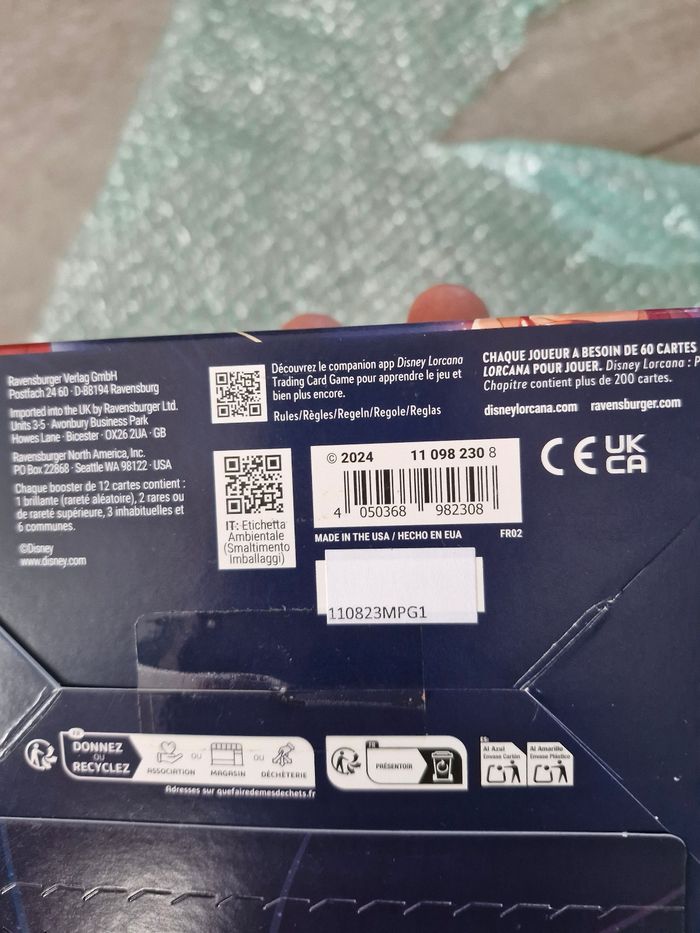 Ravensburger Verlag GmbH
Postfach 24 60 · D-88194 Ravensburg
Imported into the UK by Ravensburger Ltd.
Units 3-5 · Avonbury Business Park
Howes Lane · Bicester · OX26 2UA · GB
Ravensburger North America, Inc.
PO Box 22868 · Seattle WA 98122 · USA
Chaque booster de 12 cartes contient :
1 brillante (rareté aléatoire), 2 rares ou
de rareté supérieure, 3 inhabituelles et
6 communes.
©Disney
www.disney.com
Découvrez le companion app Disney Lorcana
Trading Card Game pour apprendre le jeu et
bien plus encore.
Rules/Règles/Regeln/Regole/Reglas
IT: Etichetta
Ambientale
(Smaltimento
Imballaggi)
© 2024 11 098 230 8
4 050368 982308
MADE IN THE USA / HECHO EN EUA FR02
110823MPG1
CHAQUE JOUEUR A BESOIN DE 60 CARTES
LORCANA POUR JOUER. Disney Lorcana : P
Chapitre contient plus de 200 cartes.
disneylorcana.com ravensburger.com
CE UK
CA
FR
DONNEZ
OU
RECYCLEZ
ASSOCIATION OU MAGASIN OU DÉCHÈTERIE
Adresses sur quefairedemesdechets.fr
FR
PRÉSENTOIR
ES:
Al Azul
Envase Cartón
Al Amarillo
Envase Plástico